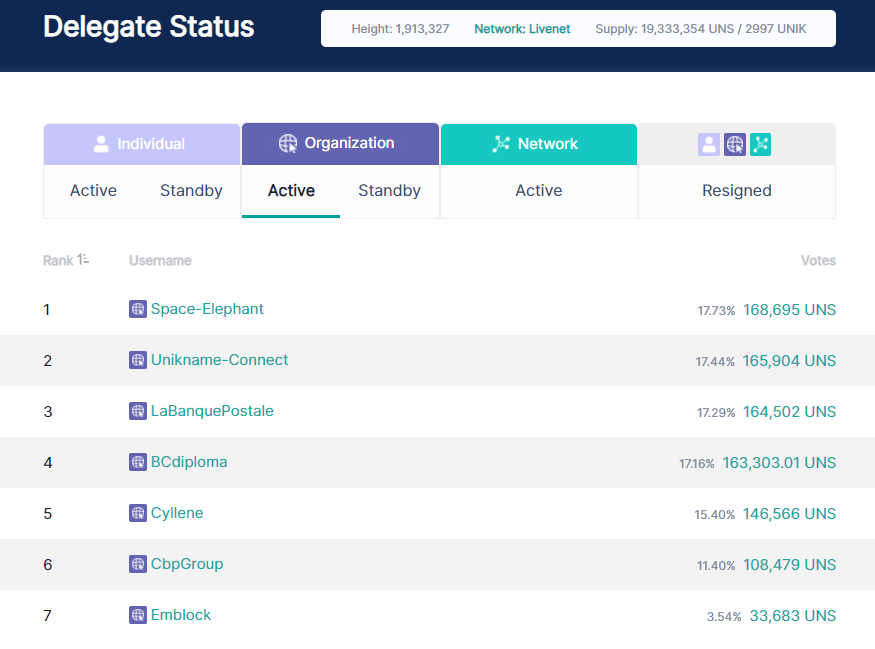 Delegate Status
Height: 1,913,327 Network: Livenet Supply: 19,333,354 UNS / 2997 UNIK
Individual Organization Network
Active Standby Active Standby Active Resigned
Rank Username Votes
1 Space-Elephant 17.73% 168,695 UNS
2 Unikname-Connect 17.44% 165,904 UNS
3 LaBanquePostale 17.29% 164,502 UNS
4 BCdiploma 17.16% 163,303.01 UNS
5 Cyllene 15.40% 146,566 UNS
6 CbpGroup 11.40% 108,479 UNS
7 Emblock 3.54% 33,683 UNS